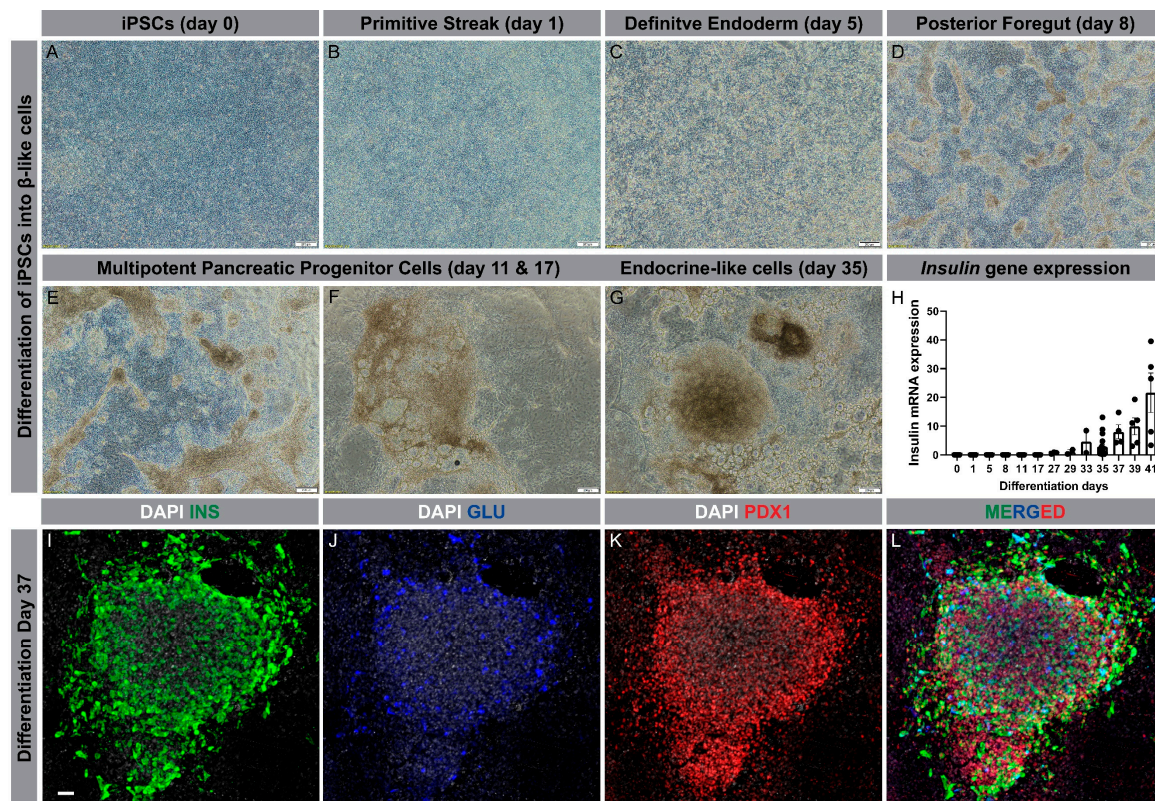 iPSCs (day 0)
Primitive Streak (day 1)
Definitve Endoderm (day 5)
Posterior Foregut (day 8)
Differentiation of iPSCs into β-like cells
A
B
C
D
Multipotent Pancreatic Progenitor Cells (day 11 & 17)
Endocrine-like cells (day 35)
Insulin gene expression
E
F
G
H
Insulin mRNA expression
50
40
30
20
10
0
0 1 5 8 11 17 27 29 33 35 37 39 41
Differentiation days
DAPI INS
DAPI GLU
DAPI PDX1
MERGED
Differentiation Day 37
I
J
K
L